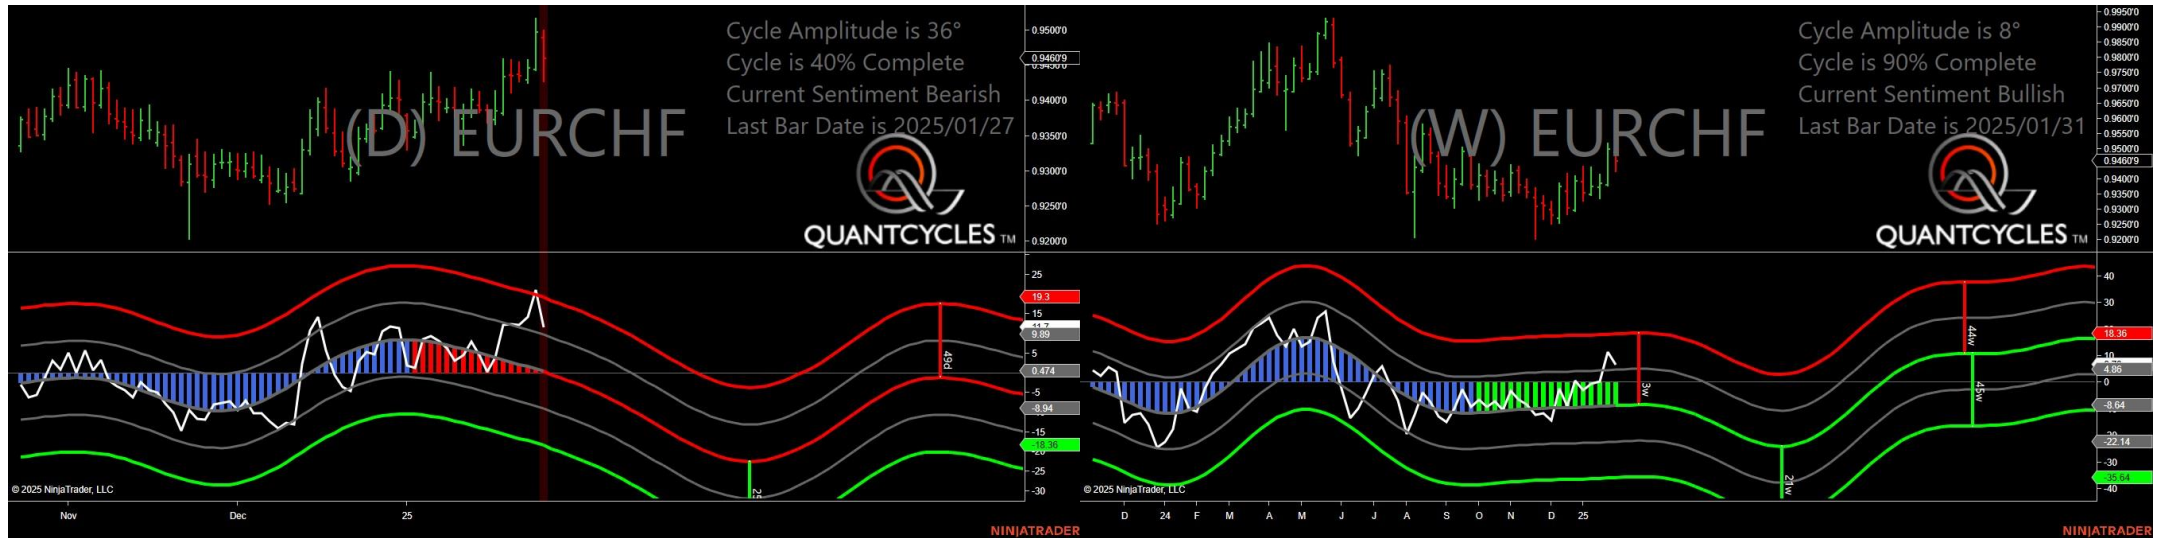 Cycle Amplitude is 36°
Cycle is 40% Complete
Current Sentiment Bearish
Last Bar Date is 2025/01/27
(D) EURCHF
QUANTCYCLES TM
0.9500'0
0.9460'9
0.9400'0
0.9350'0
0.9300'0
0.9250'0
0.9200'0
25
19.3
15
9.89
5
0.474
-5
-8.94
-15
-18.36
-25
-30
49d
© 2025 NinjaTrader, LLC
Nov Dec 25
NINJATRADER
Cycle Amplitude is 8°
Cycle is 90% Complete
Current Sentiment Bullish
Last Bar Date is 2025/01/31
(W) EURCHF
QUANTCYCLES TM
0.9950'0
0.9900'0
0.9850'0
0.9800'0
0.9750'0
0.9700'0
0.9650'0
0.9600'0
0.9550'0
0.9500'0
0.9460'9
0.9400'0
0.9350'0
0.9300'0
0.9250'0
0.9200'0
40
30
18.36
10
4.86
0
-8.64
-22.14
-30
-35.64
-40
3w
44w
45w
21w
© 2025 NinjaTrader, LLC
D 24 F M A M J J A S O N D 25
NINJATRADER